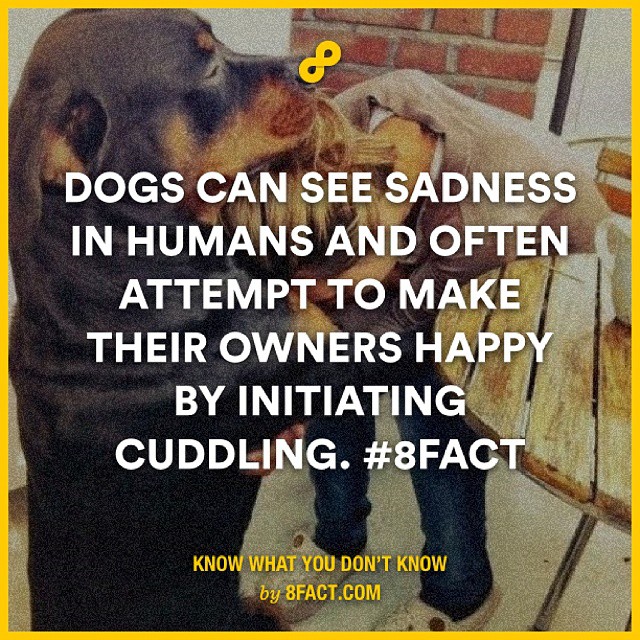 DOGS CAN SEE SADNESS
IN HUMANS AND OFTEN
ATTEMPT TO MAKE
THEIR OWNERS HAPPY
BY INITIATING
CUDDLING. #8FACT
KNOW WHAT YOU DON'T KNOW
by 8FACT.COM